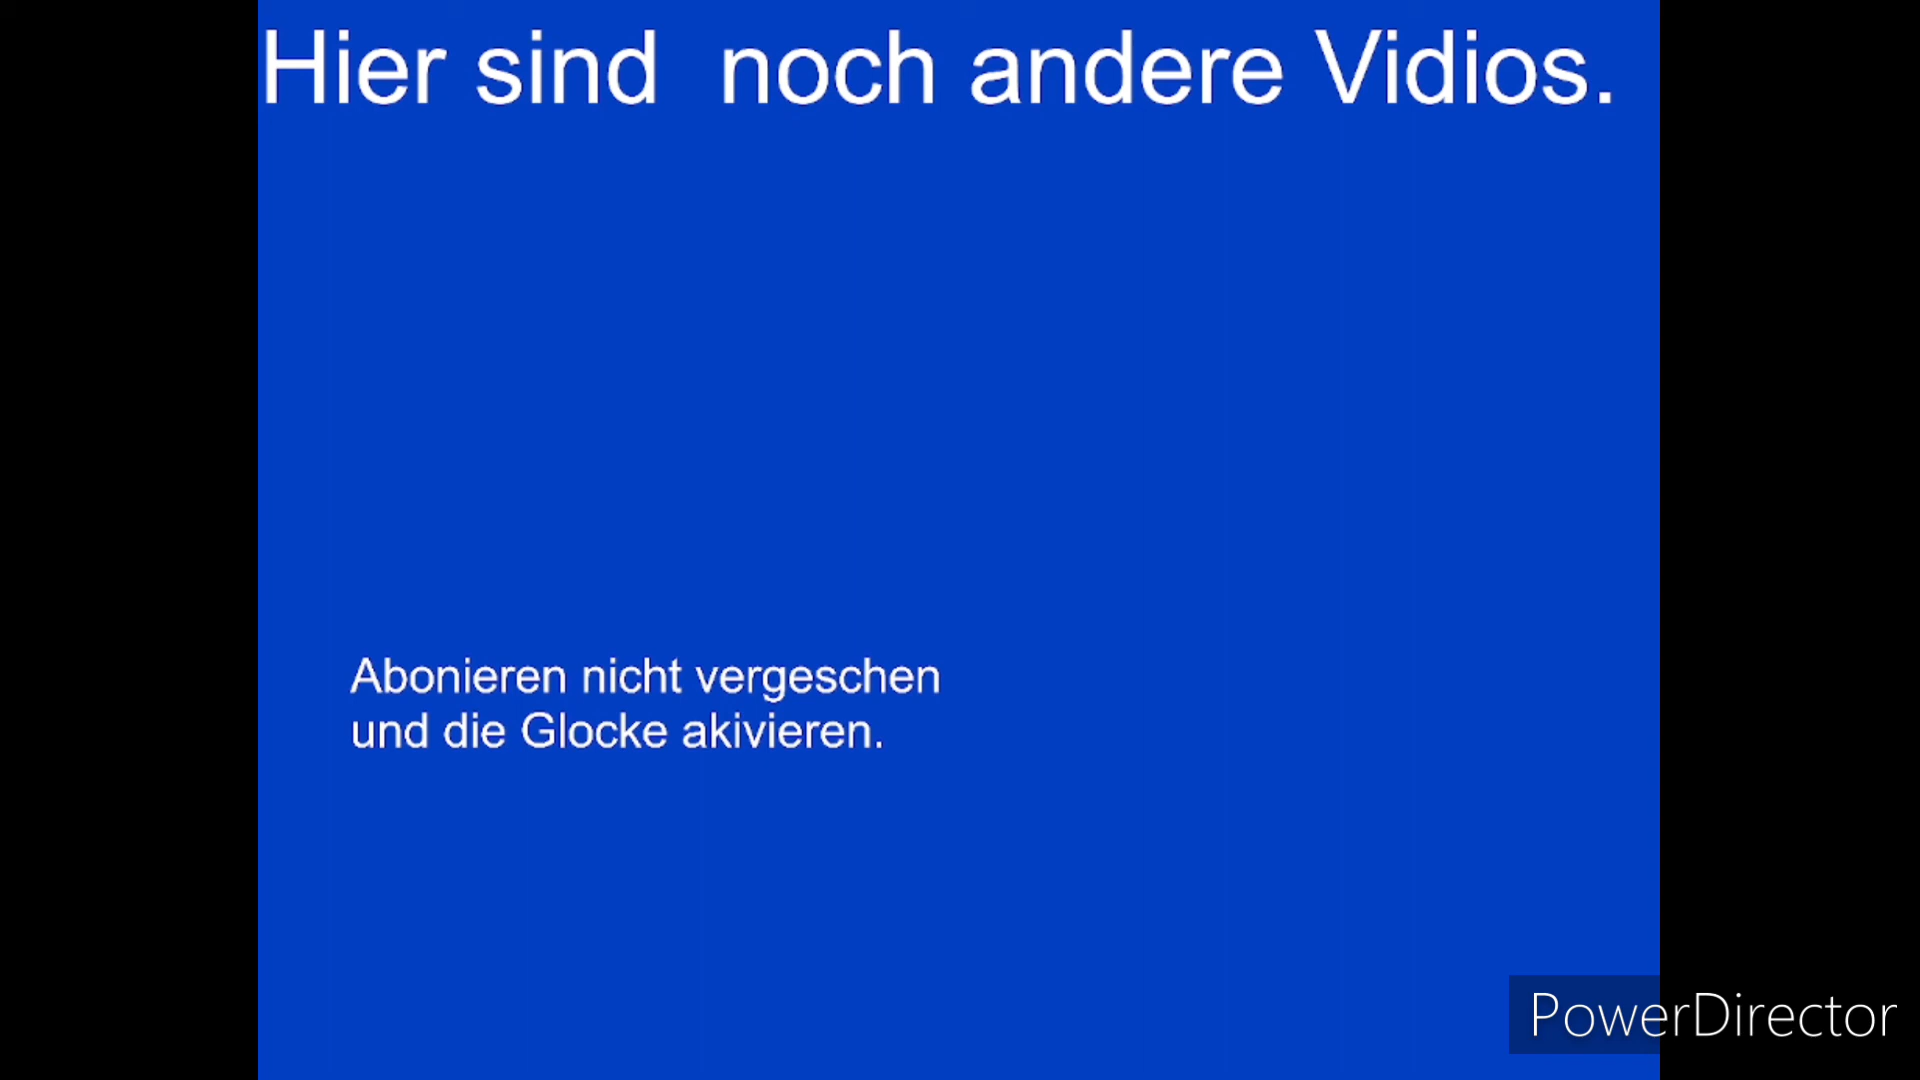 Hier sind  noch andere Vidios.
Abonieren nicht vergeschen
und die Glocke akivieren.
PowerDirector